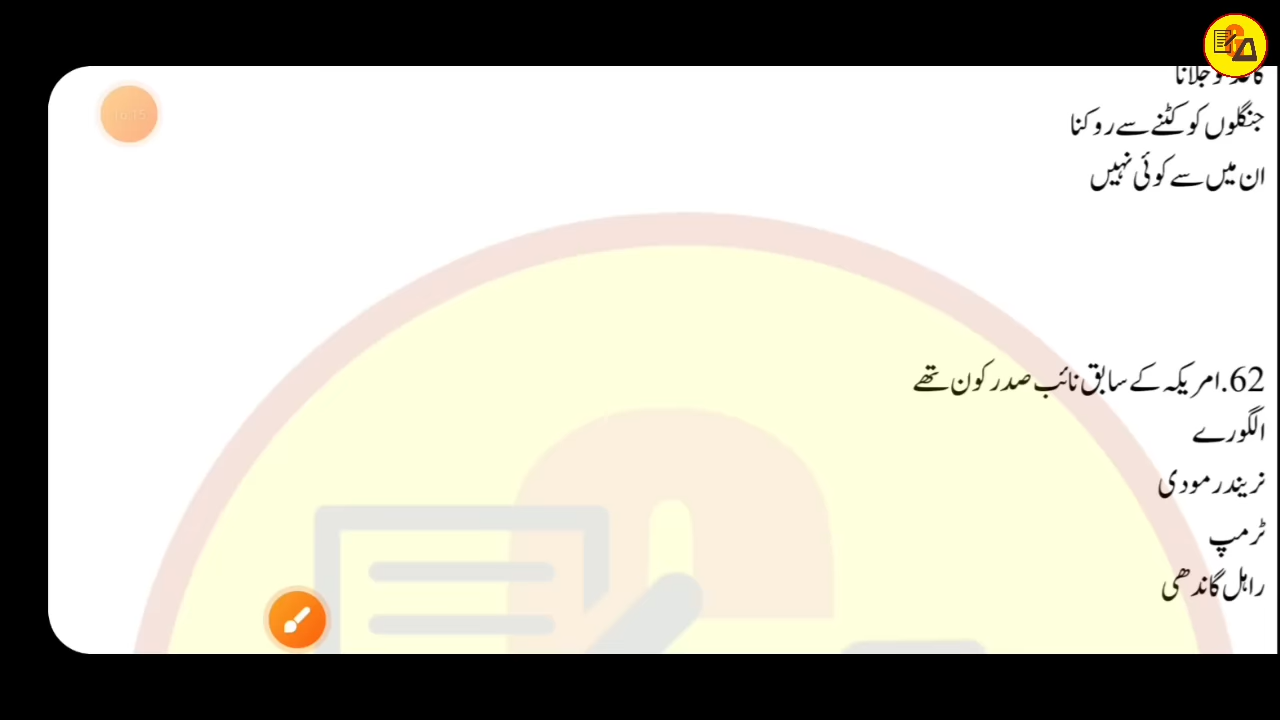 جلانا
جنگلوں کو کٹنے سے روکنا
ان میں سے کوئی نہیں
62.امریکہ کے سابق نائب صدر کون تھے
الگورے
نریندر مودی
ٹرمپ
راہل گاندھی